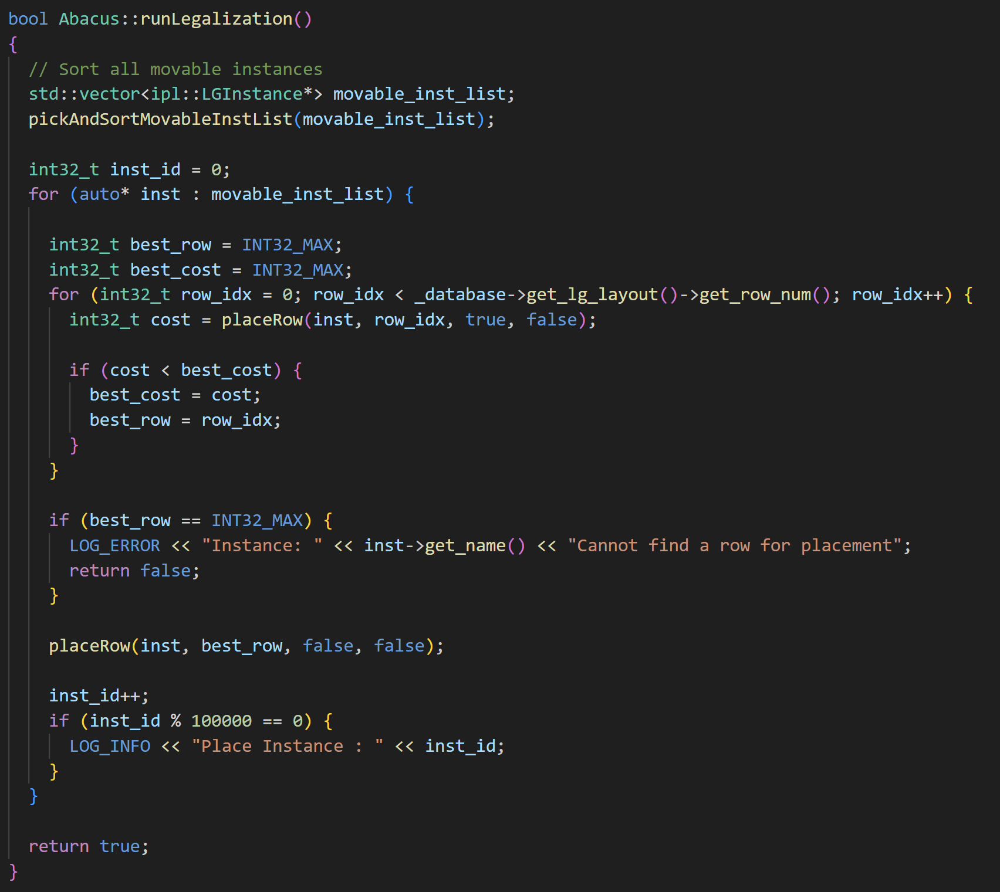 bool Abacus::runLegalization()
{
  // Sort all movable instances
  std::vector<ipl::LGInstance*> movable_inst_list;
  pickAndSortMovableInstList(movable_inst_list);

  int32_t inst_id = 0;
  for (auto* inst : movable_inst_list) {

    int32_t best_row = INT32_MAX;
    int32_t best_cost = INT32_MAX;
    for (int32_t row_idx = 0; row_idx < _database->get_lg_layout()->get_row_num(); row_idx++) {
      int32_t cost = placeRow(inst, row_idx, true, false);

      if (cost < best_cost) {
        best_cost = cost;
        best_row = row_idx;
      }
    }

    if (best_row == INT32_MAX) {
      LOG_ERROR << "Instance: " << inst->get_name() << "Cannot find a row for placement";
      return false;
    }

    placeRow(inst, best_row, false, false);

    inst_id++;
    if (inst_id % 100000 == 0) {
      LOG_INFO << "Place Instance : " << inst_id;
    }
  }

  return true;
}